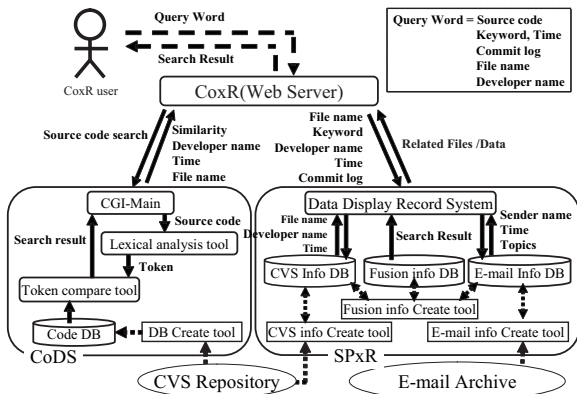 Query Word
Search Result
CoxR user
Query Word = Source code
Keyword, Time
Commit log
File name
Developer name
CoxR(Web Server)
Source code search
Similarity
Developer name
Time
File name
File name
Keyword
Developer name
Time
Commit log
Related Files /Data
CGI-Main
Source code
Search result
Lexical analysis tool
Token
Token compare tool
Code DB
DB Create tool
CoDS
Data Display Record System
File name
Developer name
Time
Search Result
Sender name
Time
Topics
CVS Info DB
Fusion info DB
E-mail Info DB
Fusion info Create tool
CVS info Create tool
E-mail info Create tool
SPxR
CVS Repository
E-mail Archive